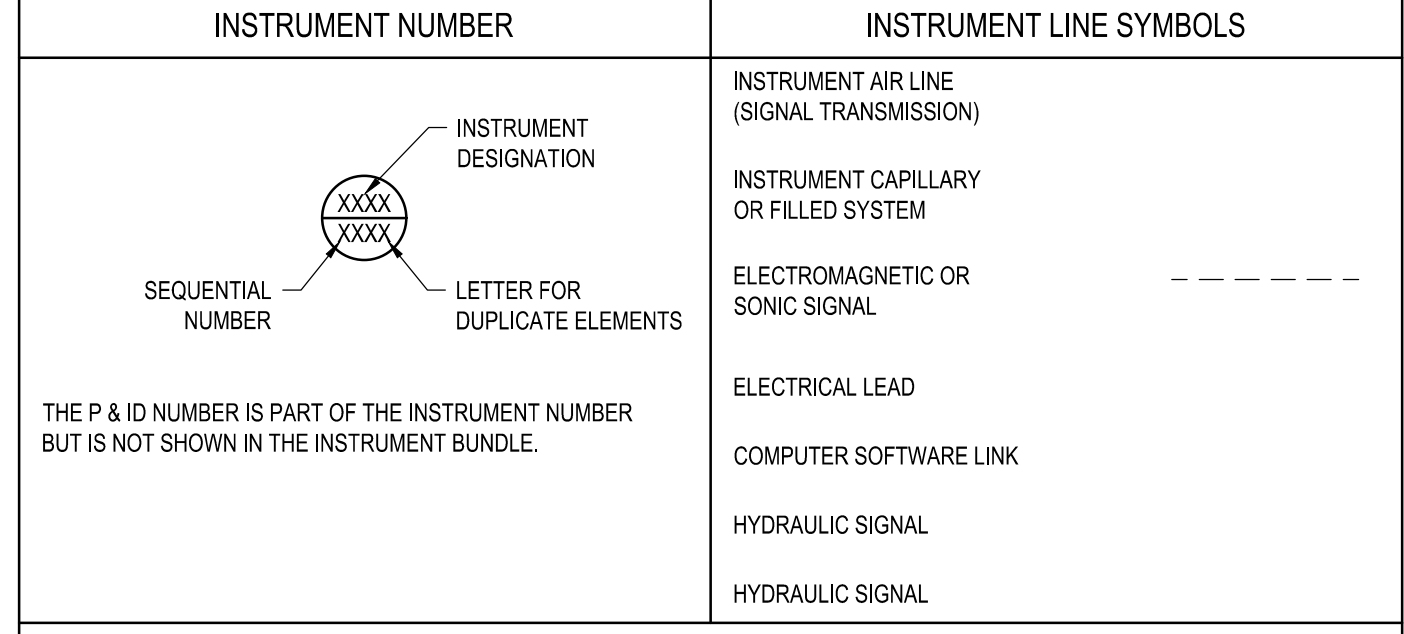 INSTRUMENT NUMBER
INSTRUMENT
DESIGNATION
XXXX
XXXX
SEQUENTIAL
NUMBER
LETTER FOR
DUPLICATE ELEMENTS
THE P & ID NUMBER IS PART OF THE INSTRUMENT NUMBER
BUT IS NOT SHOWN IN THE INSTRUMENT BUNDLE.
INSTRUMENT LINE SYMBOLS
INSTRUMENT AIR LINE
(SIGNAL TRANSMISSION)
INSTRUMENT CAPILLARY
OR FILLED SYSTEM
ELECTROMAGNETIC OR
SONIC SIGNAL
ELECTRICAL LEAD
COMPUTER SOFTWARE LINK
HYDRAULIC SIGNAL
HYDRAULIC SIGNAL